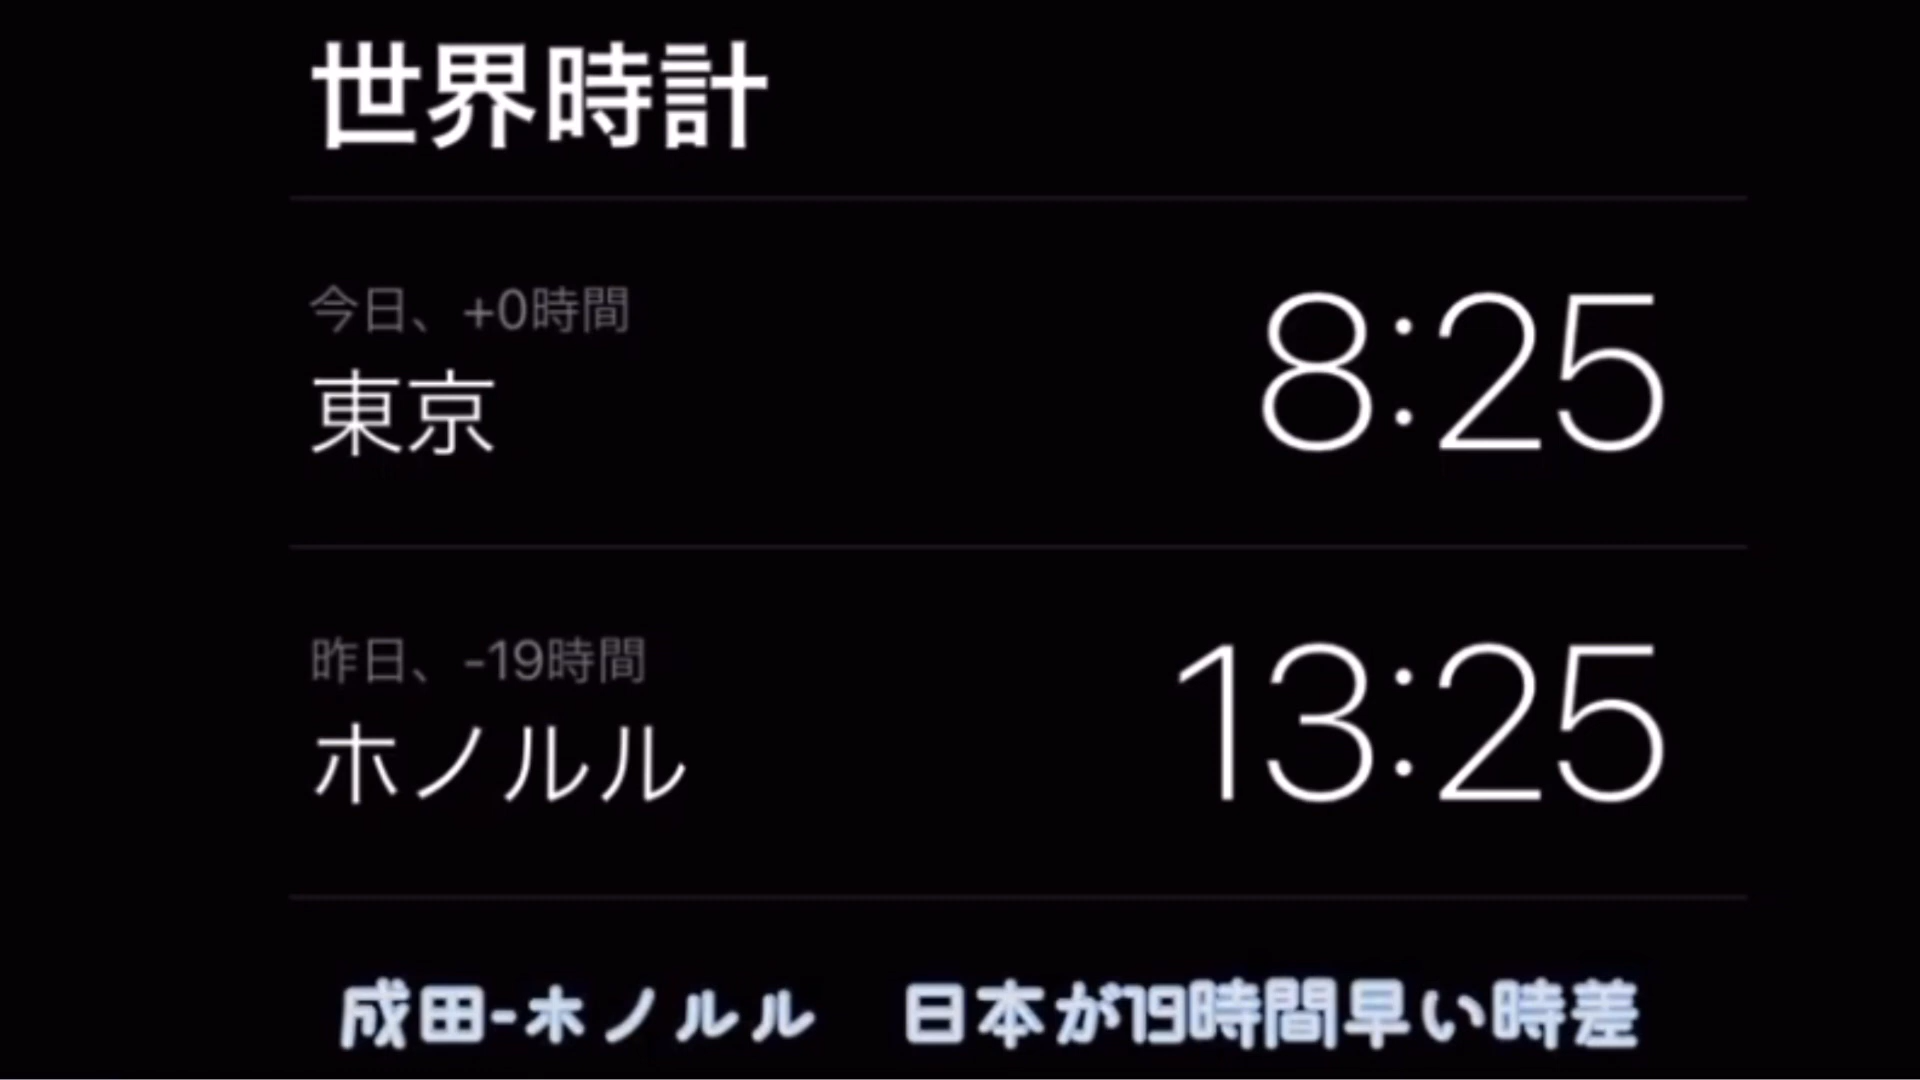 世界時計
今日、+0時間
東京
8:25
昨日、-19時間
ホノルル
13:25
成田-ホノルル　日本が19時間早い時差